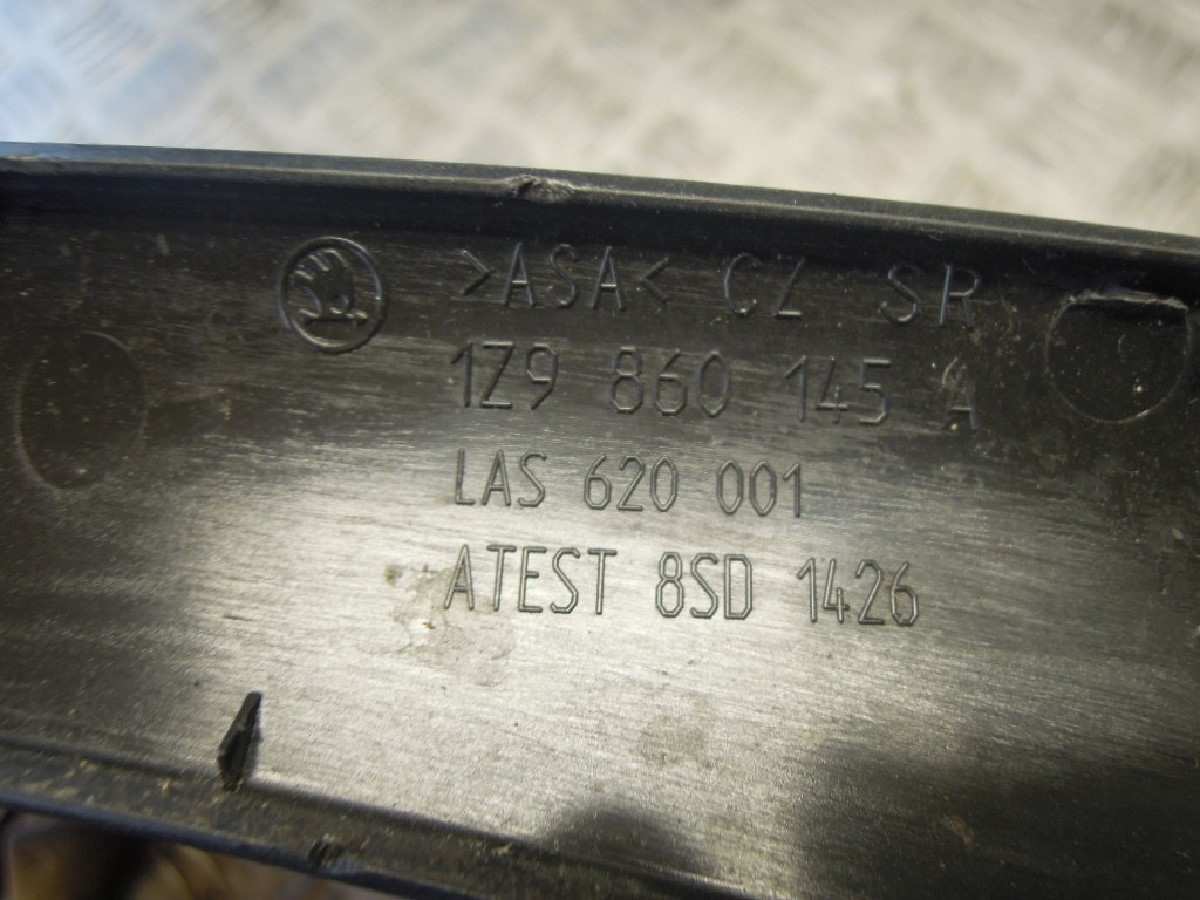 >ASA< CZ SR
1Z9 860 145 A
LAS 620 001
ATEST 8SD 1426